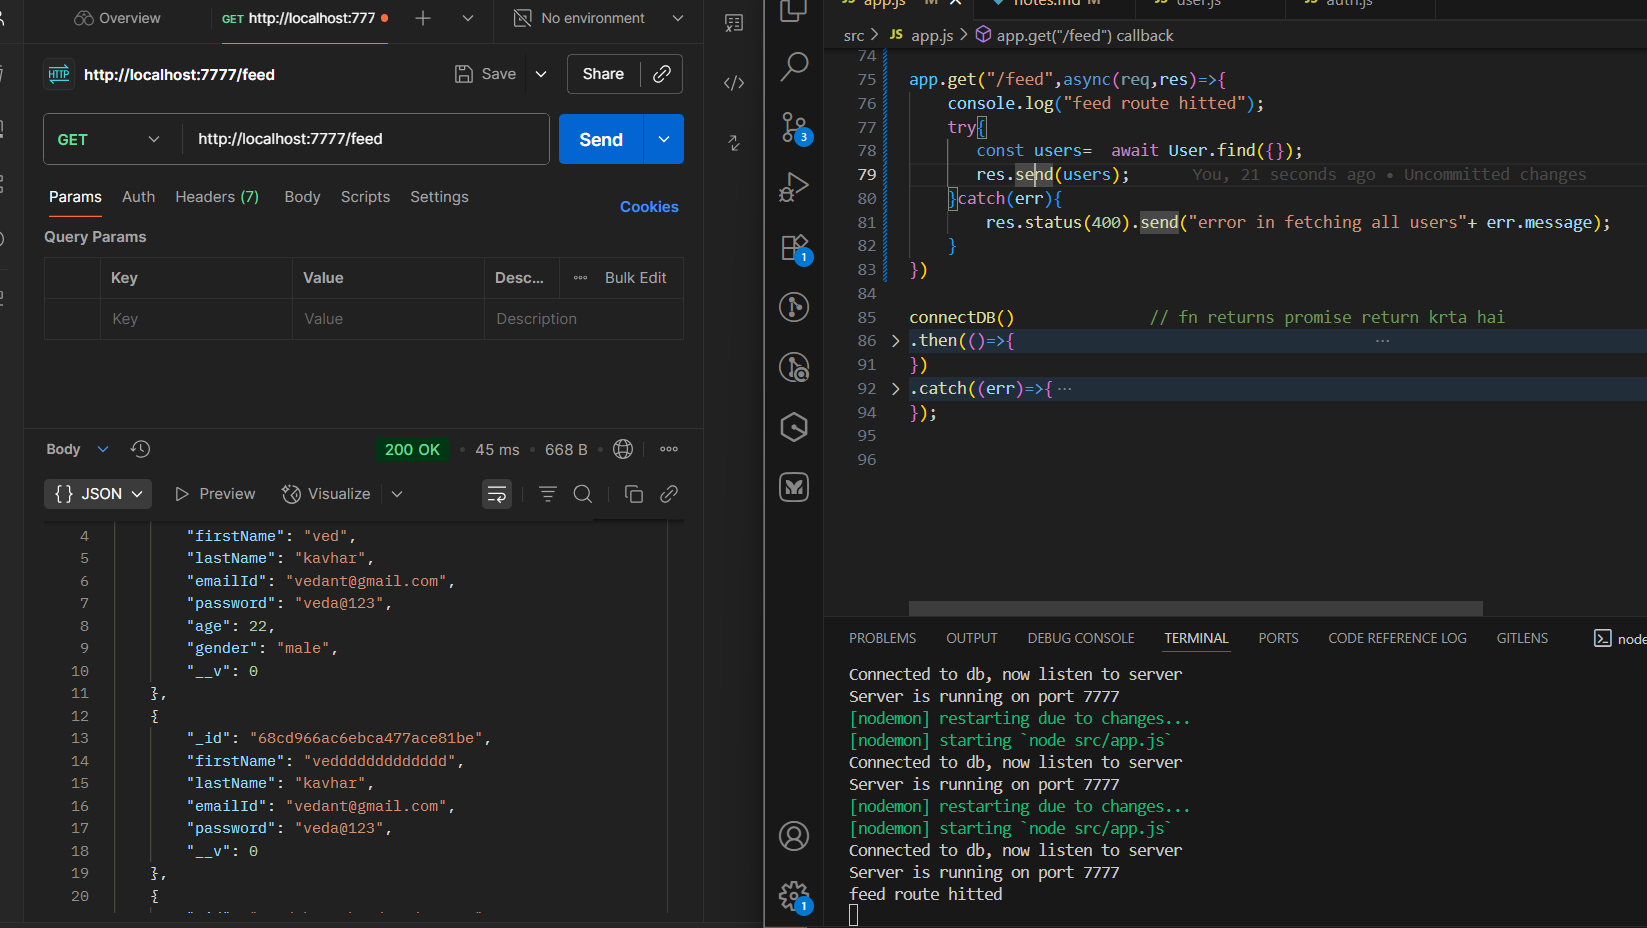 Overview
GET http://localhost:777
No environment
HTTP http://localhost:7777/feed
Save
Share
GET
http://localhost:7777/feed
Send
Params Auth Headers (7) Body Scripts Settings
Cookies
Query Params
Key Value Desc... Bulk Edit
Key Value Description
Body
200 OK • 45 ms • 668 B •
{} JSON Preview Visualize
4 "firstName": "ved",
5 "lastName": "kavhar",
6 "emailId": "vedant@gmail.com",
7 "password": "veda@123",
8 "age": 22,
9 "gender": "male",
10 "__v": 0
11 },
12 {
13 "_id": "68cd966ac6ebca477ace81be",
14 "firstName": "veddddddddddddd",
15 "lastName": "kavhar",
16 "emailId": "vedant@gmail.com",
17 "password": "veda@123",
18 "__v": 0
19 },
20 {
3
1
1
JS app.js M notes.md M JS user.js JS auth.js
src > JS app.js > app.get("/feed") callback
74
75 app.get("/feed",async(req,res)=>{
76 console.log("feed route hitted");
77 try{
78 const users= await User.find({});
79 res.send(users); You, 21 seconds ago • Uncommitted changes
80 }catch(err){
81 res.status(400).send("error in fetching all users"+ err.message);
82 }
83 })
84
85 connectDB() // fn returns promise return krta hai
86 .then(()=>{ ...
91 })
92 .catch((err)=>{ ...
94 });
95
96
PROBLEMS OUTPUT DEBUG CONSOLE TERMINAL PORTS CODE REFERENCE LOG GITLENS node
Connected to db, now listen to server
Server is running on port 7777
[nodemon] restarting due to changes...
[nodemon] starting `node src/app.js`
Connected to db, now listen to server
Server is running on port 7777
[nodemon] restarting due to changes...
[nodemon] starting `node src/app.js`
Connected to db, now listen to server
Server is running on port 7777
feed route hitted